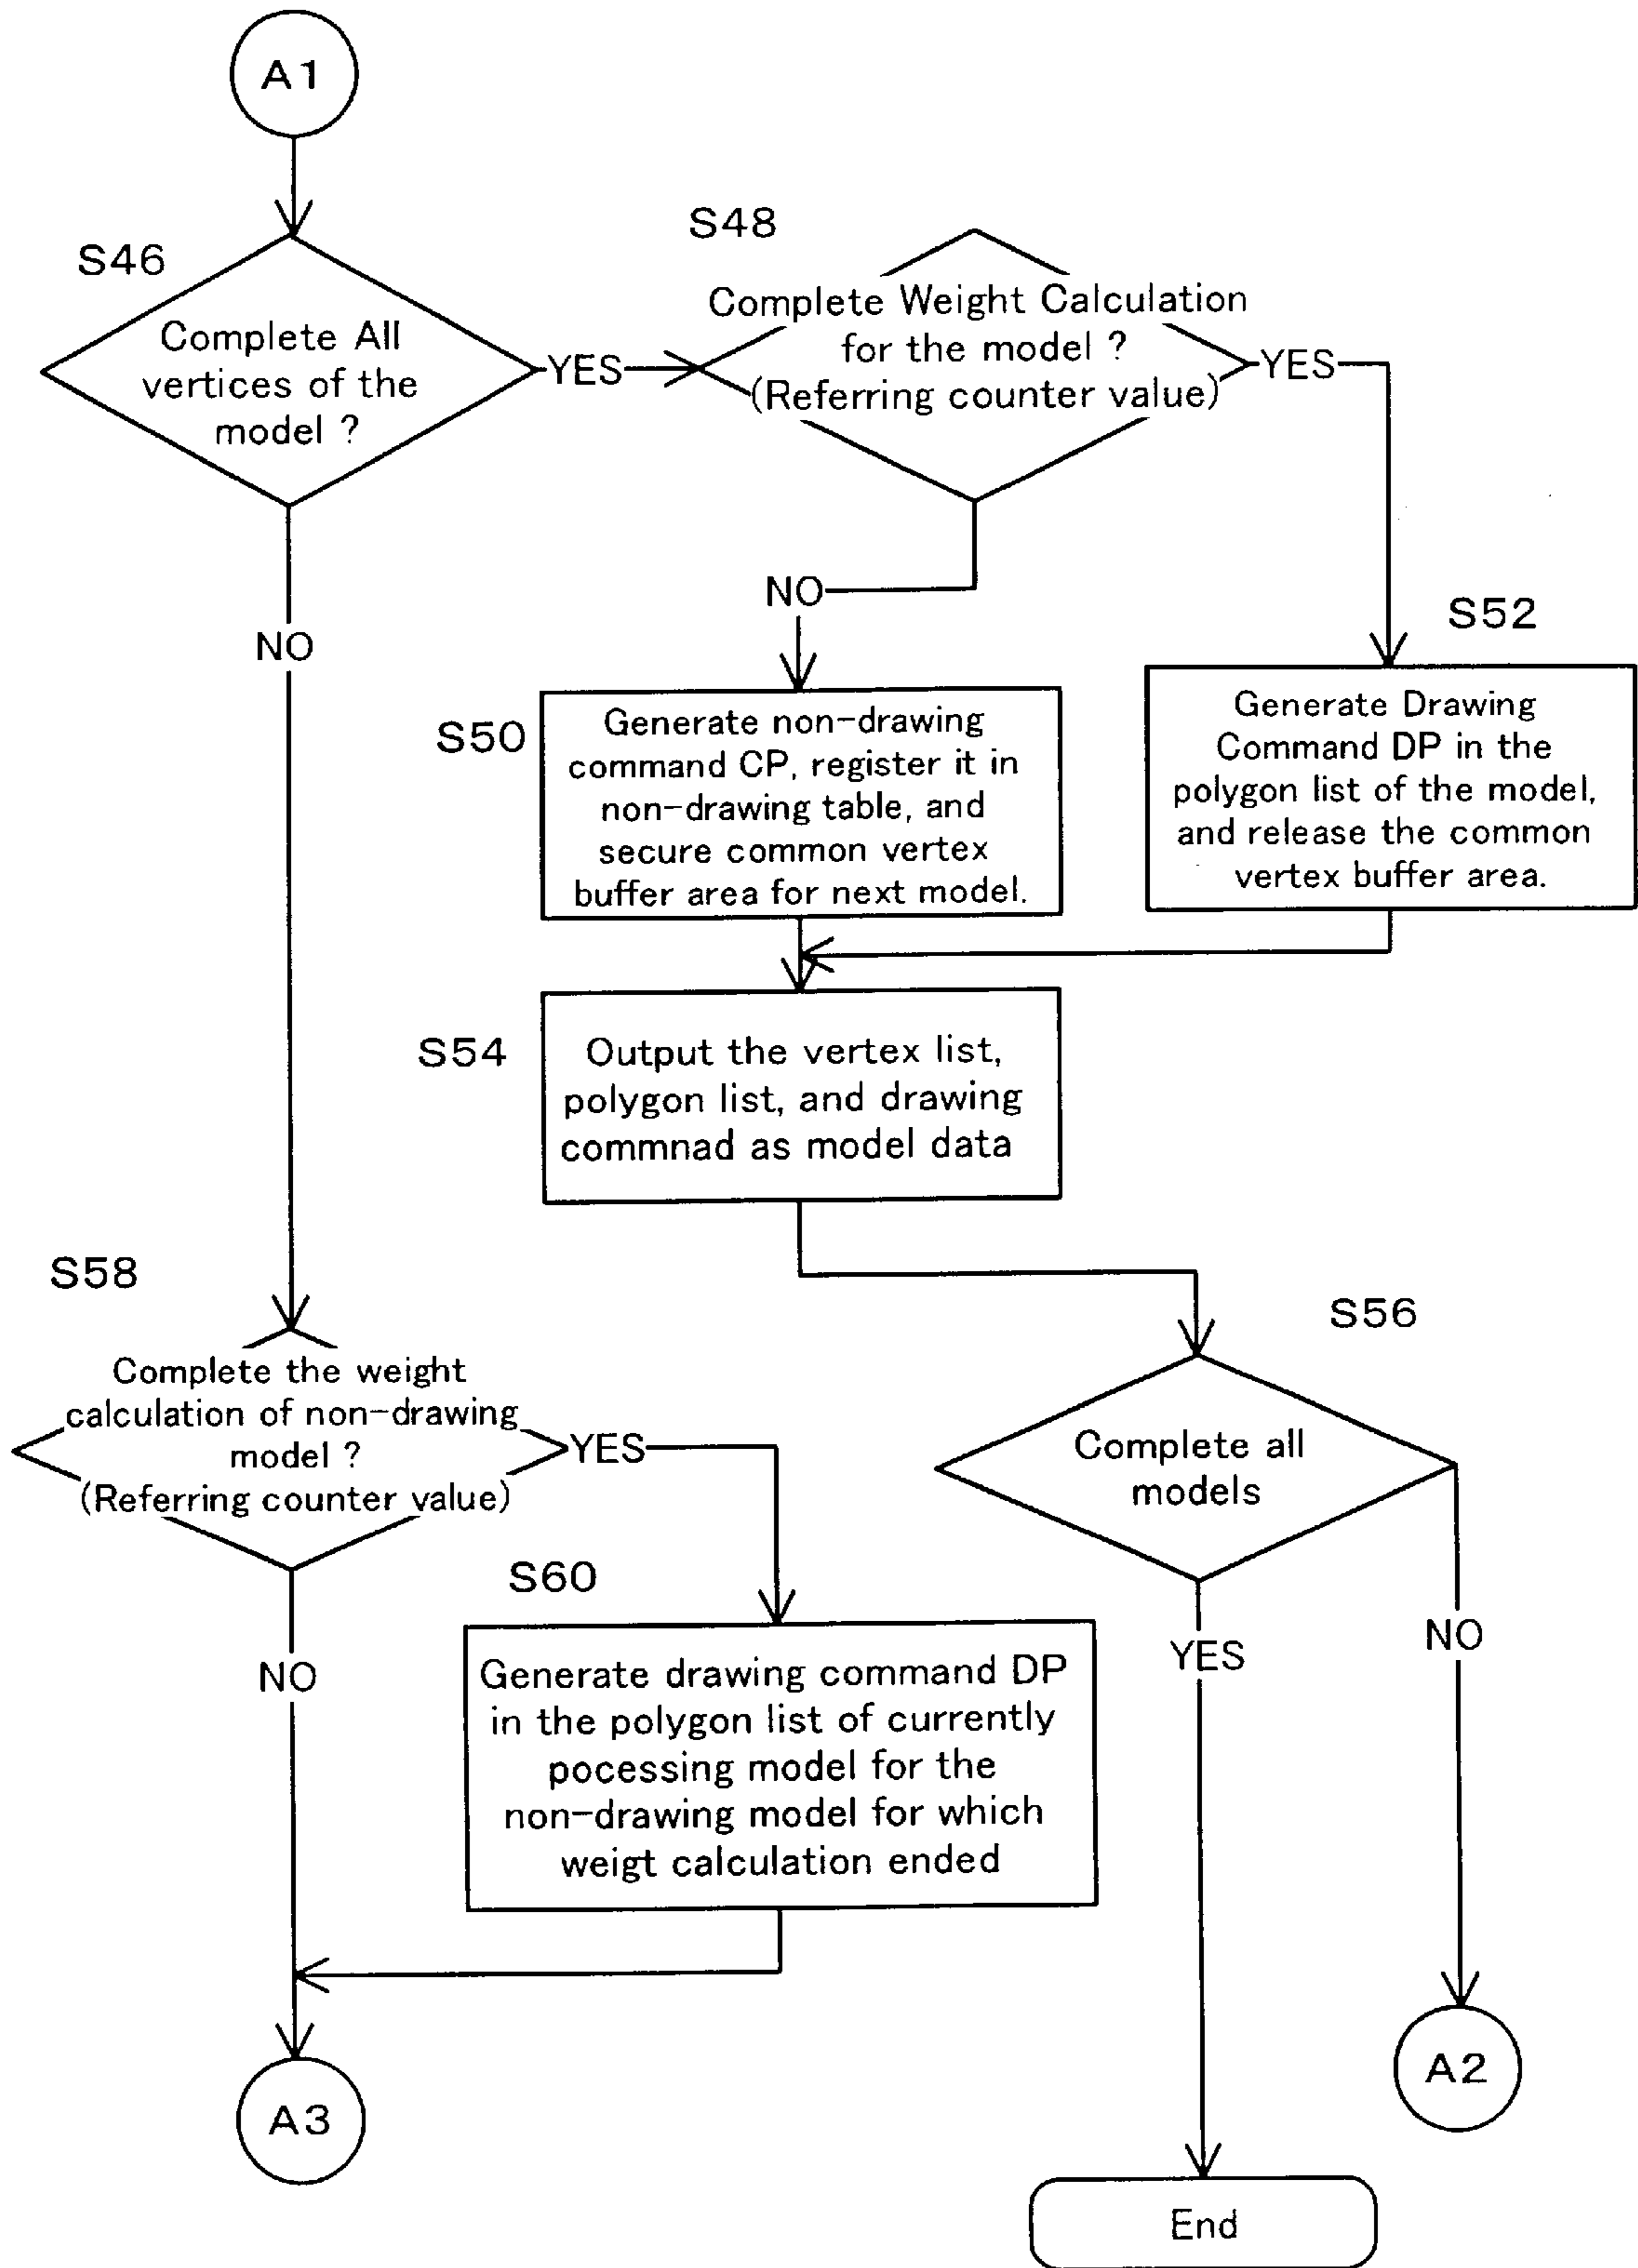 A1
S46
Complete All
vertices of the
model ?
YES
NO
S48
Complete Weight Calculation
for the model ?
(Referring counter value)
YES
NO
S50
Generate non-drawing
command CP, register it in
non-drawing table, and
secure common vertex
buffer area for next model.
S52
Generate Drawing
Command DP in the
polygon list of the model,
and release the common
vertex buffer area.
S54
Output the vertex list,
polygon list, and drawing
commnad as model data
S58
Complete the weight
calculation of non-drawing
model ?
(Referring counter value)
YES
NO
S56
Complete all
models
YES
NO
S60
Generate drawing command DP
in the polygon list of currently
pocessing model for the
non-drawing model for which
weigt calculation ended
A3
A2
End